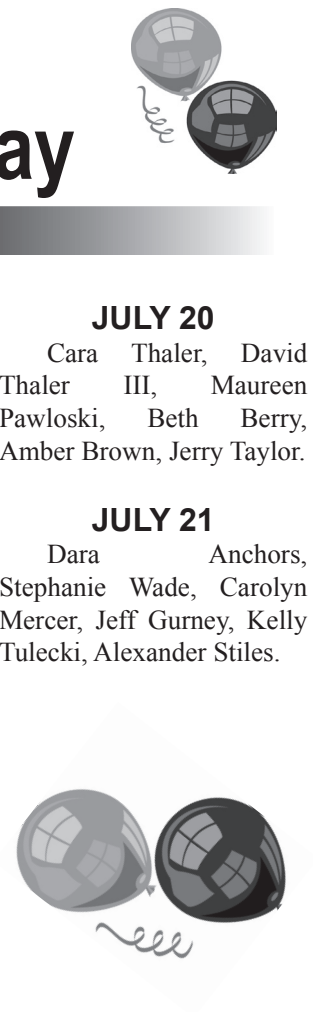 ay
JULY 20
Cara Thaler, David
Thaler III, Maureen
Pawloski, Beth Berry,
Amber Brown, Jerry Taylor.
JULY 21
Dara Anchors,
Stephanie Wade, Carolyn
Mercer, Jeff Gurney, Kelly
Tulecki, Alexander Stiles.